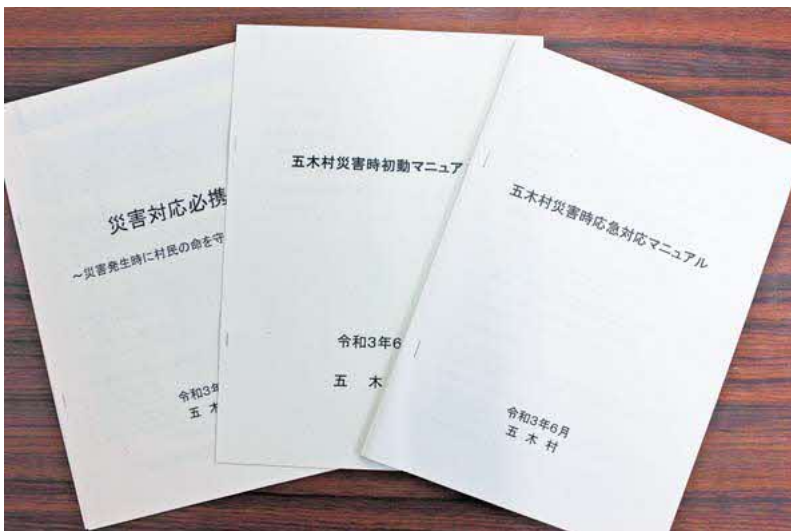 災害対応必携
～災害発生時に村民の命を守
令和3年
五木
五木村災害時初動マニュア
令和3年6
五木
五木村災害時応急対応マニュアル
令和3年6月
五木村